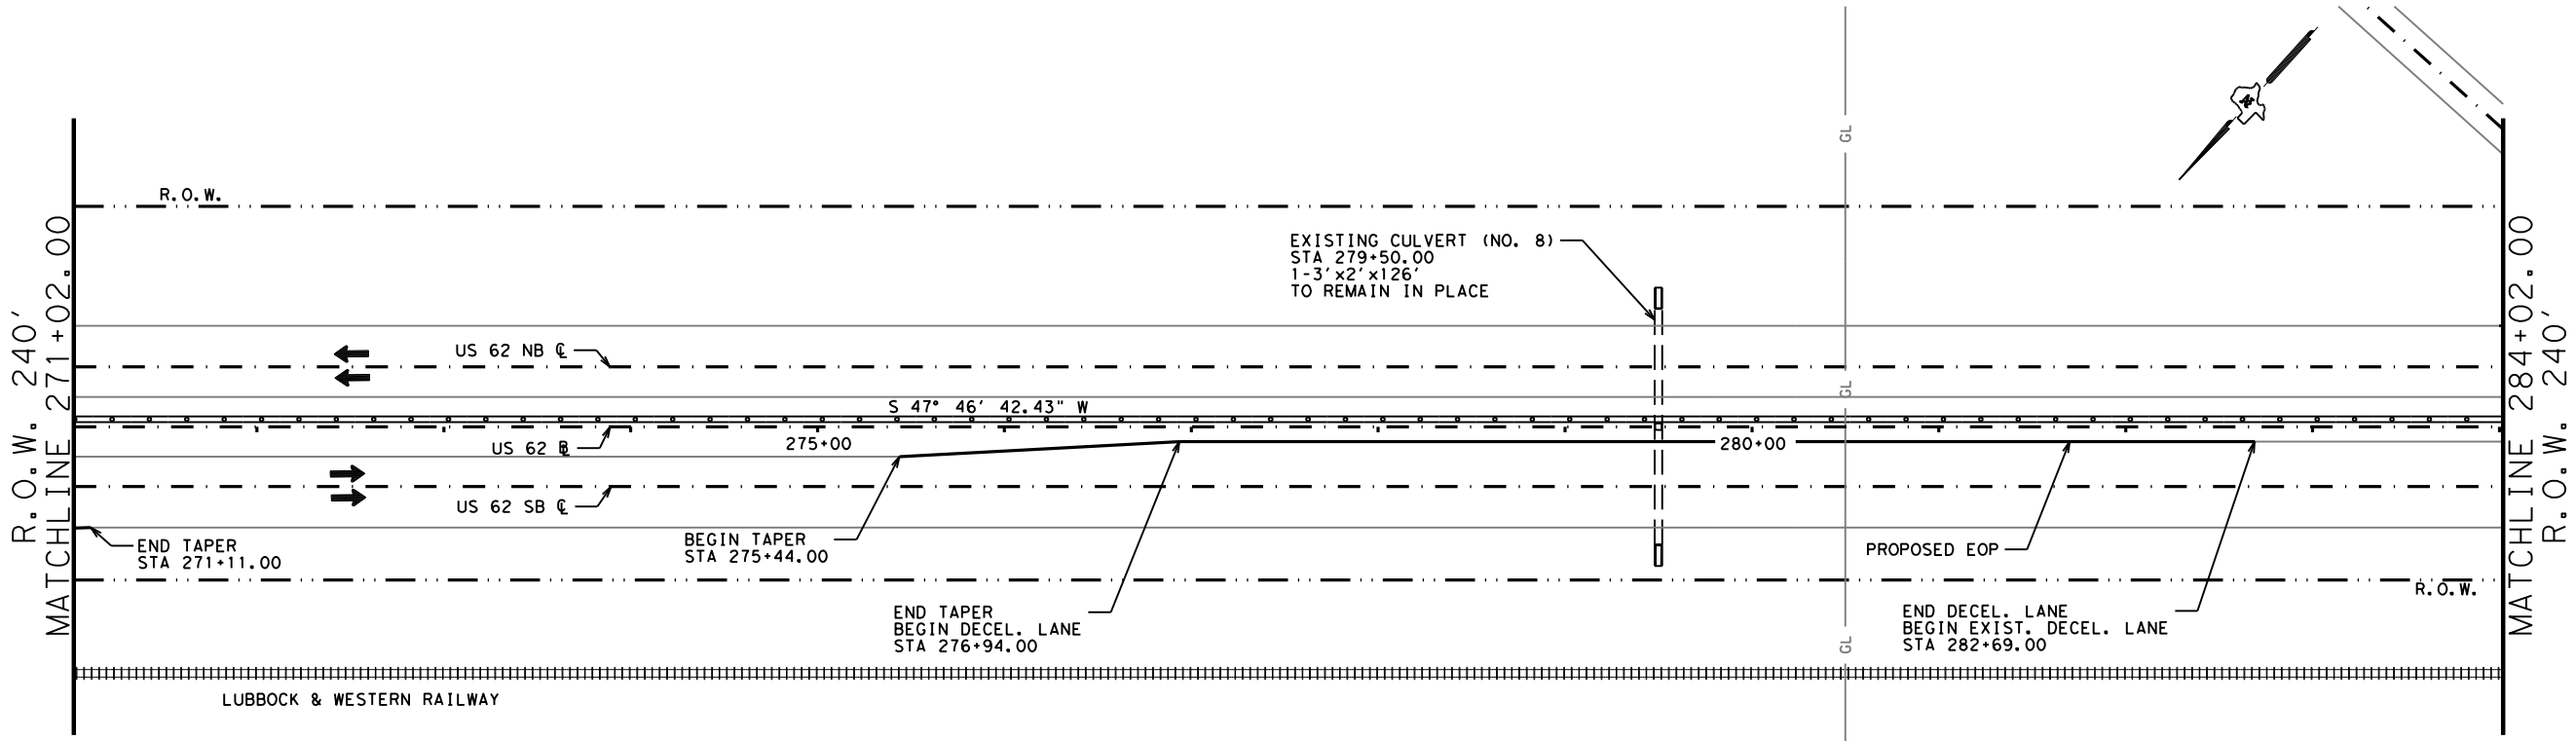 R.O.W. 240'
MATCHLINE 271+02.00
R.O.W.
EXISTING CULVERT (NO. 8)
STA 279+50.00
1-3'x2'x126'
TO REMAIN IN PLACE
GL
N
US 62 NB ℄
GL
S 47° 46' 42.43" W
US 62 BL
275+00
280+00
US 62 SB ℄
END TAPER
STA 271+11.00
BEGIN TAPER
STA 275+44.00
PROPOSED EOP
R.O.W.
END TAPER
BEGIN DECEL. LANE
STA 276+94.00
END DECEL. LANE
BEGIN EXIST. DECEL. LANE
STA 282+69.00
GL
LUBBOCK & WESTERN RAILWAY
MATCHLINE 284+02.00
R.O.W. 240'